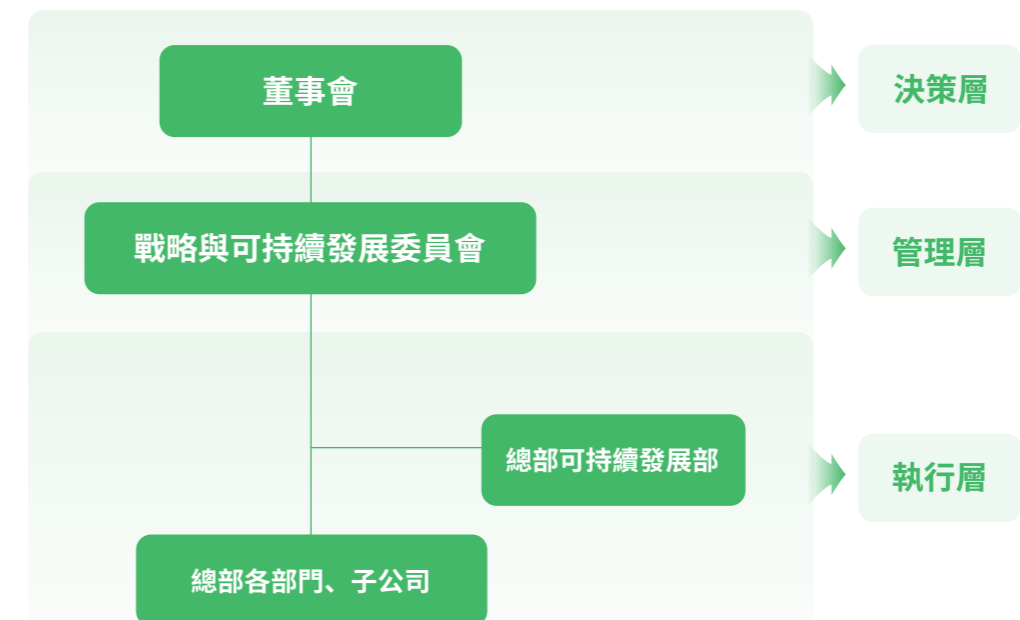 董事會
決策層
戰略與可持續發展委員會
管理層
總部可持續發展部
執行層
總部各部門、子公司